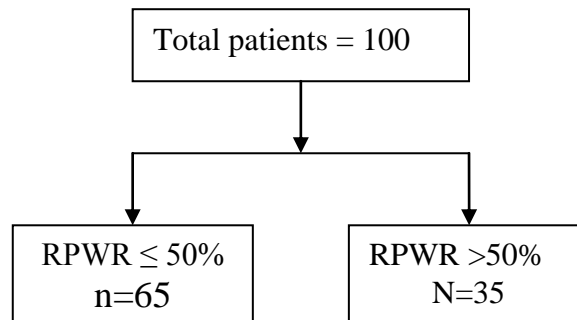 Total patients = 100
RPWR ≤ 50%
n=65
RPWR >50%
N=35